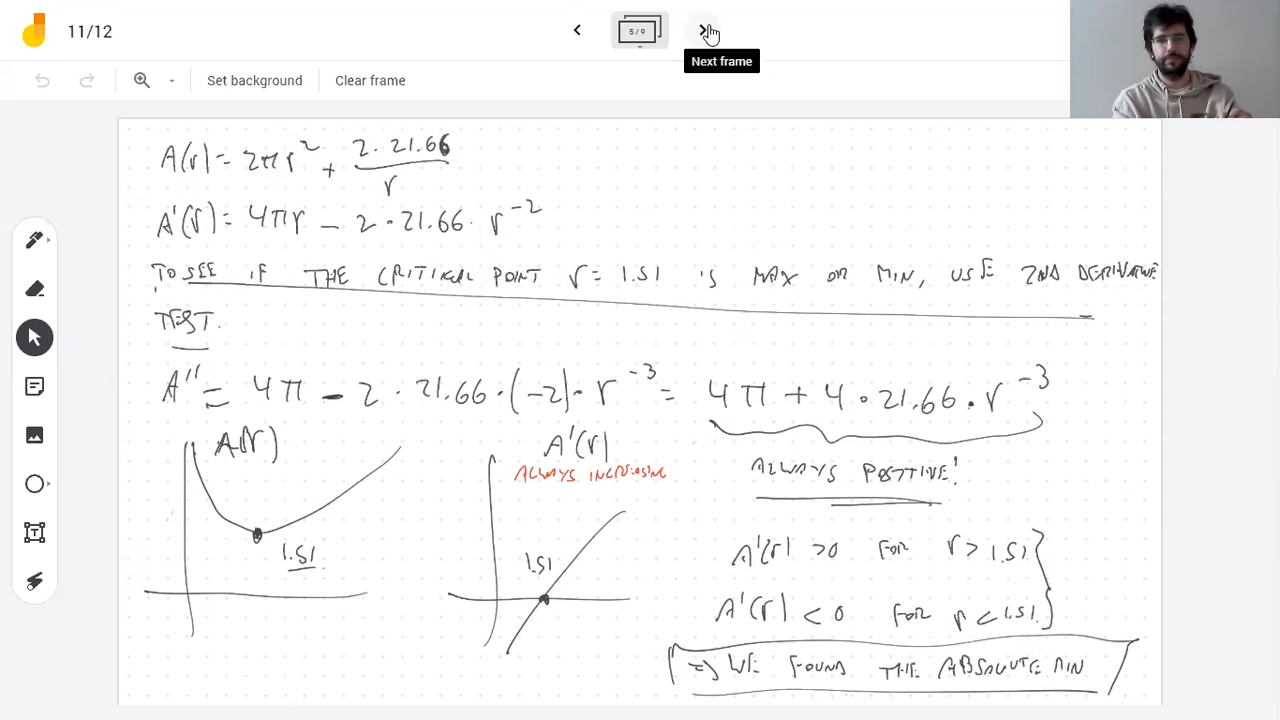 11/12
5/9
Next frame
Set background
Clear frame
A(r) = 2πr² + 2·21.66/r
A'(r) = 4πr - 2·21.66·r⁻²
TO SEE IF THE CRITICAL POINT r = 1.51 IS MAX OR MIN, USE 2ND DERIVATIVE
TEST.
A'' = 4π - 2·21.66·(-2)·r⁻³ = 4π + 4·21.66·r⁻³
A(r)
1.51.
A'(r)
ALWAYS INCREASING
1.51
ALWAYS POSITIVE!
A'(r) >0 FOR r > 1.51
A'(r) < 0 FOR r < 1.51.
=> WE FOUND THE ABSOLUTE MIN